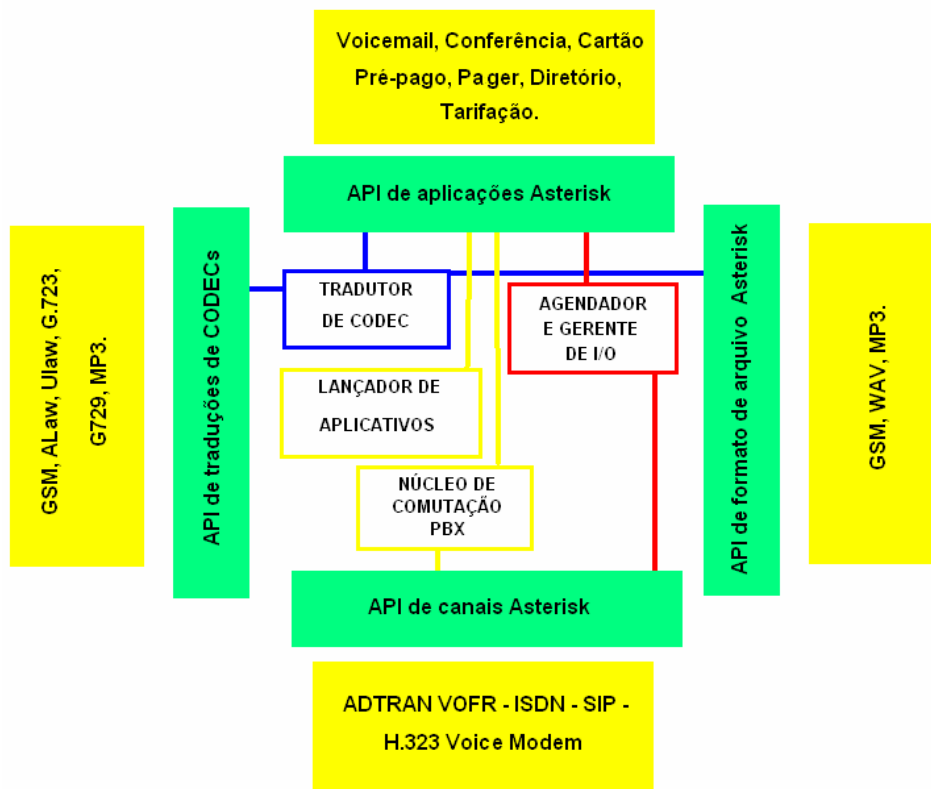 Voicemail, Conferência, Cartão
Pré-pago, Pager, Diretório,
Tarifação.
API de aplicações Asterisk
GSM, ALaw, Ulaw, G.723,
G729, MP3.
API de traduções de CODECs
TRADUTOR
DE CODEC
AGENDADOR
E GERENTE
DE I/O
LANÇADOR DE
APLICATIVOS
NÚCLEO DE
COMUTAÇÃO
PBX
API de formato de arquivo Asterisk
GSM, WAV, MP3.
API de canais Asterisk
ADTRAN VOFR - ISDN - SIP -
H.323 Voice Modem